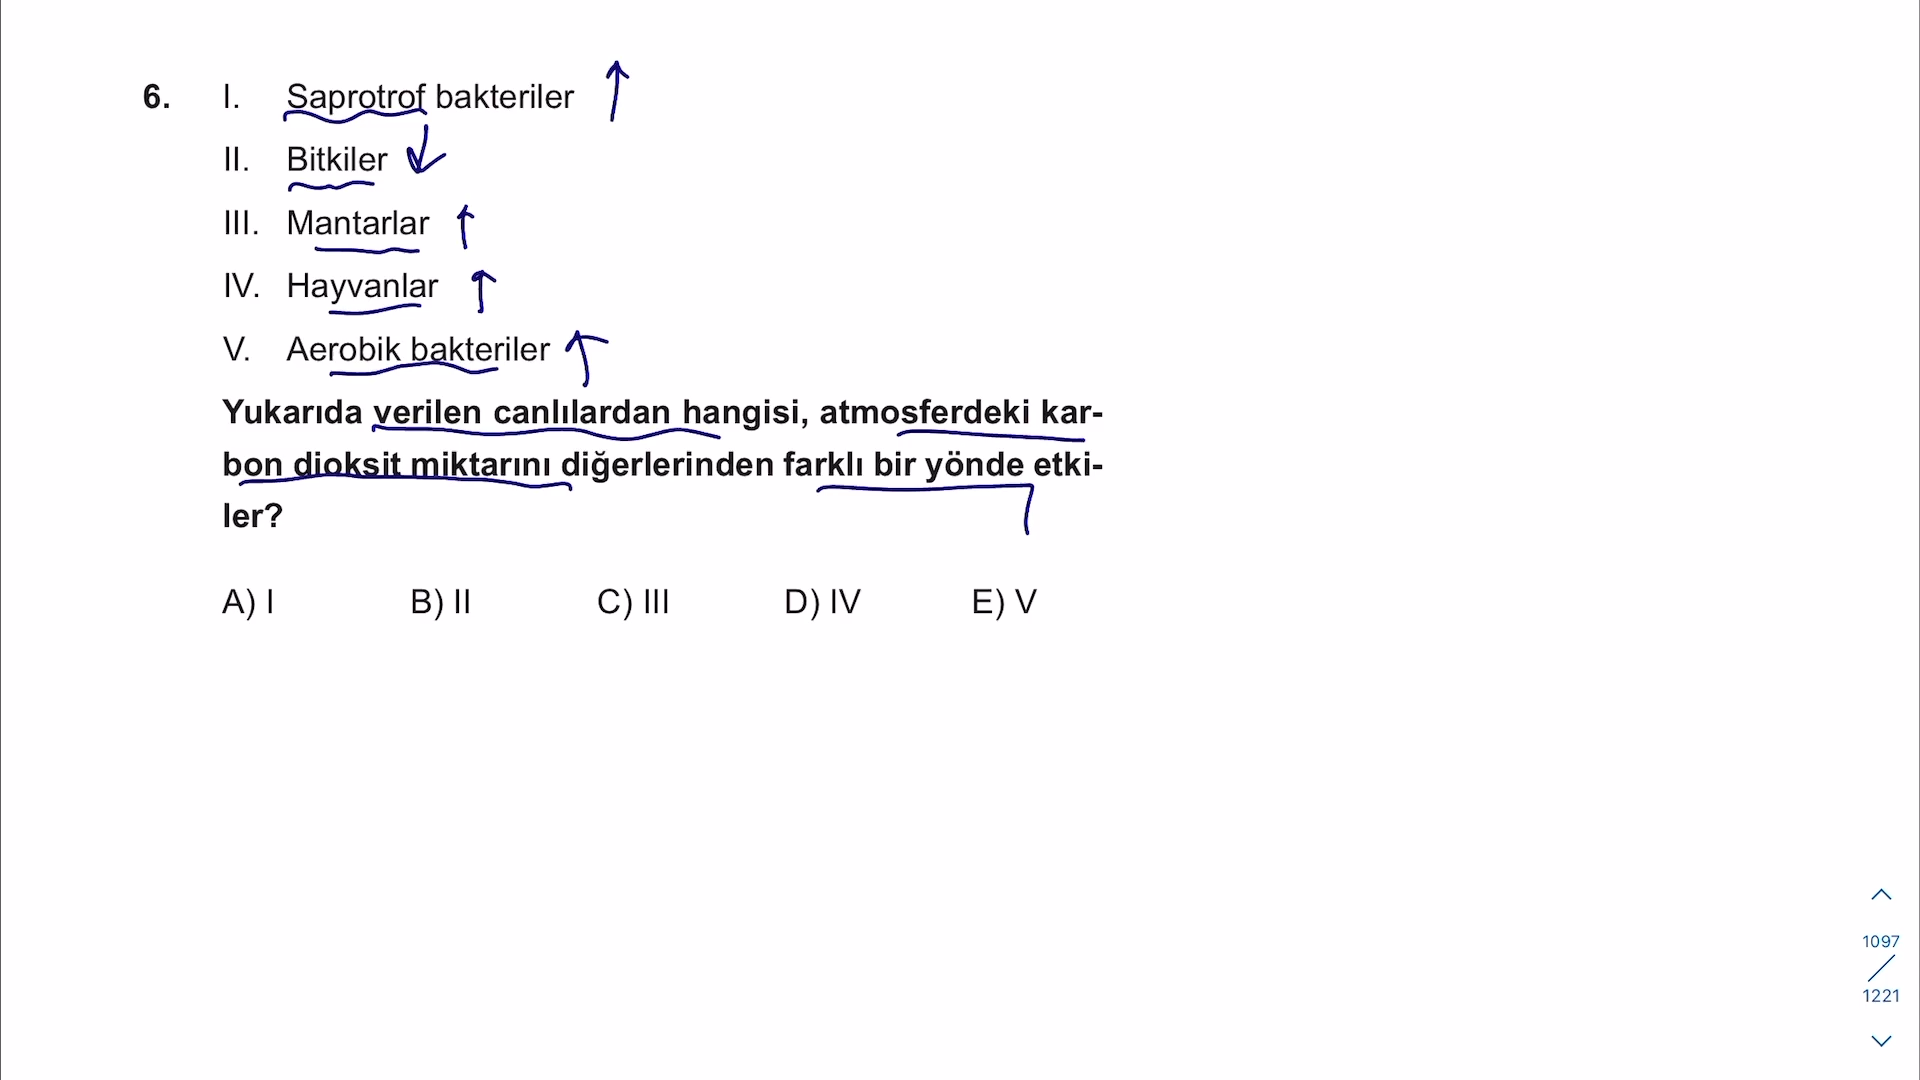 6. I. Saprotrof bakteriler ↑
II. Bitkiler ↓
III. Mantarlar ↑
IV. Hayvanlar ↑
V. Aerobik bakteriler ↑
Yukarıda verilen canlılardan hangisi, atmosferdeki kar-
bon dioksit miktarını diğerlerinden farklı bir yönde etki-
ler?
A) I B) II C) III D) IV E) V
1097
1221